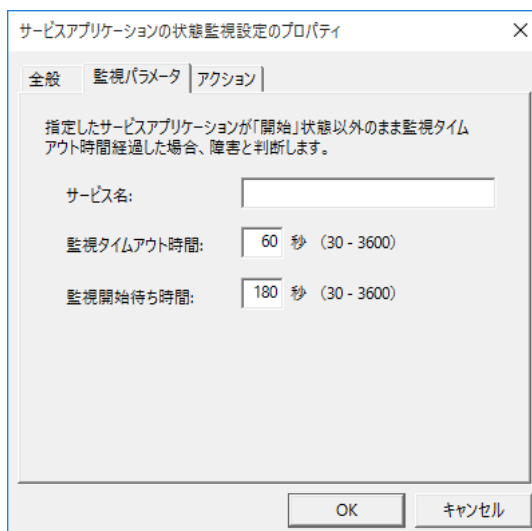 サービスアプリケーションの状態監視設定のプロパティ
全般 監視パラメータ アクション
指定したサービスアプリケーションが「開始」状態以外のまま監視タイム
アウト時間経過した場合、障害と判断します。
サービス名:
監視タイムアウト時間: 60 秒 (30 - 3600)
監視開始待ち時間: 180 秒 (30 - 3600)
OK キャンセル